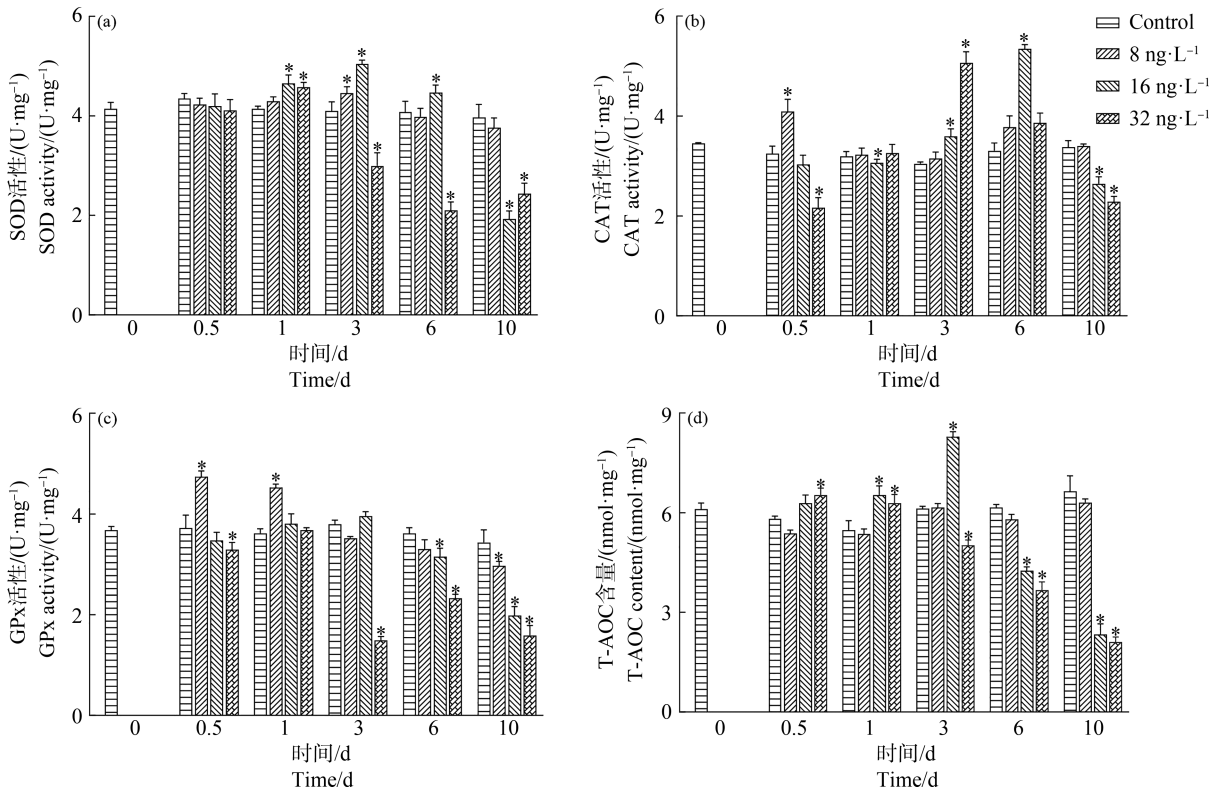 (a)
6
4
2
0
SOD活性/(U·mg⁻¹)
SOD activity/(U·mg⁻¹)
* * * * * * * * *
0 0.5 1 3 6 10
时间/d
Time/d
(b)
6
4
2
0
CAT活性/(U·mg⁻¹)
CAT activity/(U·mg⁻¹)
* * * * * * * *
0 0.5 1 3 6 10
时间/d
Time/d
Control
8 ng·L⁻¹
16 ng·L⁻¹
32 ng·L⁻¹
(c)
6
4
2
0
GPx活性/(U·mg⁻¹)
GPx activity/(U·mg⁻¹)
* * * * * * * * *
0 0.5 1 3 6 10
时间/d
Time/d
(d)
9
6
3
0
T-AOC含量/(nmol·mg⁻¹)
T-AOC content/(nmol·mg⁻¹)
* * * * * * * * *
0 0.5 1 3 6 10
时间/d
Time/d